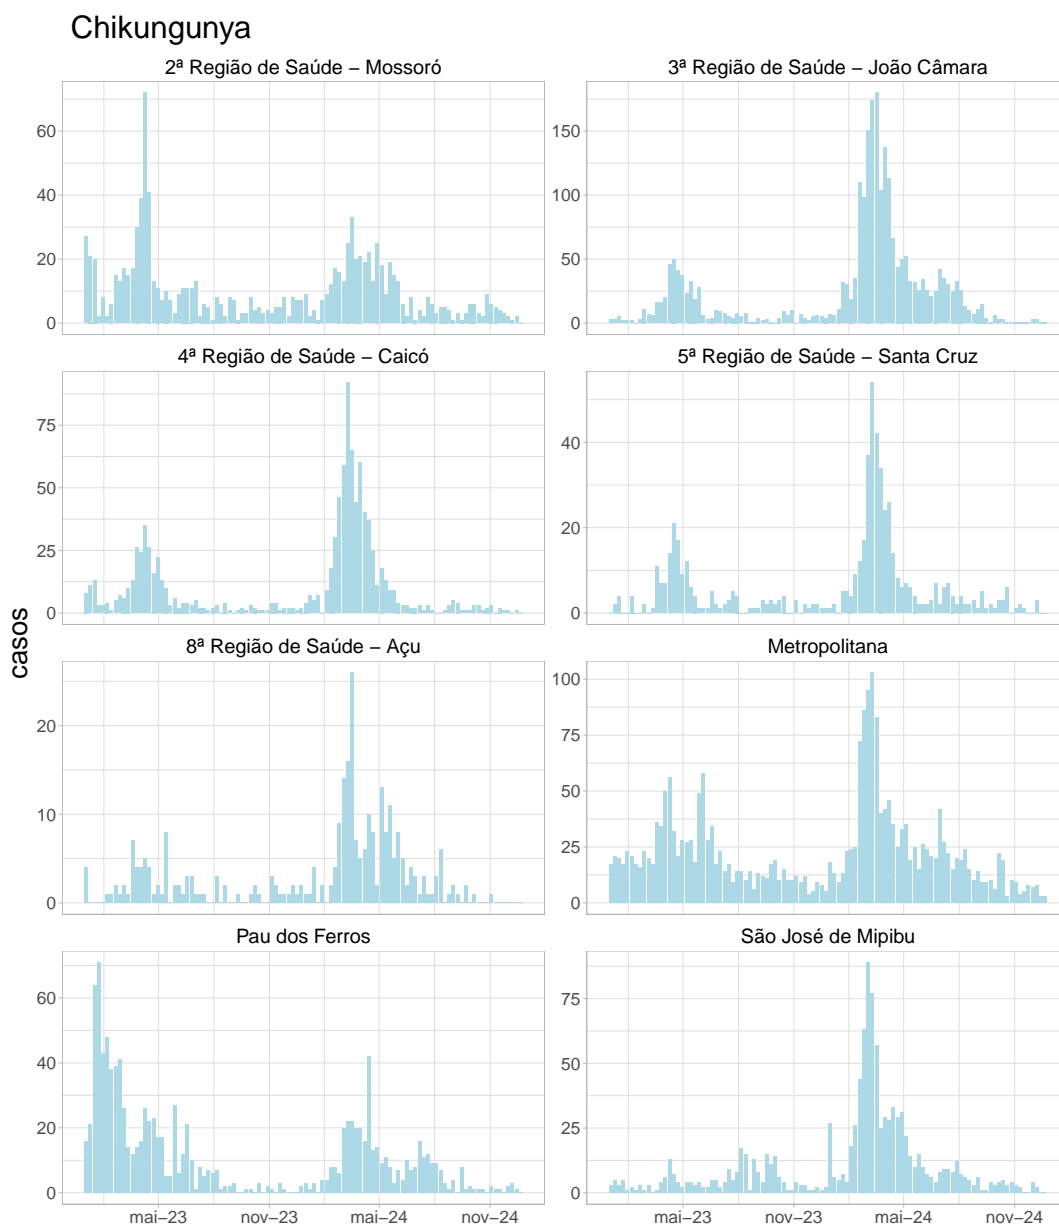 Chikungunya
2ª Região de Saúde – Mossoró
3ª Região de Saúde – João Câmara
60
40
20
0
150
100
50
0
4ª Região de Saúde – Caicó
5ª Região de Saúde – Santa Cruz
75
50
25
0
40
20
0
casos
8ª Região de Saúde – Açu
Metropolitana
20
10
0
100
75
50
25
0
Pau dos Ferros
São José de Mipibu
60
40
20
0
75
50
25
0
mai–23 nov–23 mai–24 nov–24
mai–23 nov–23 mai–24 nov–24